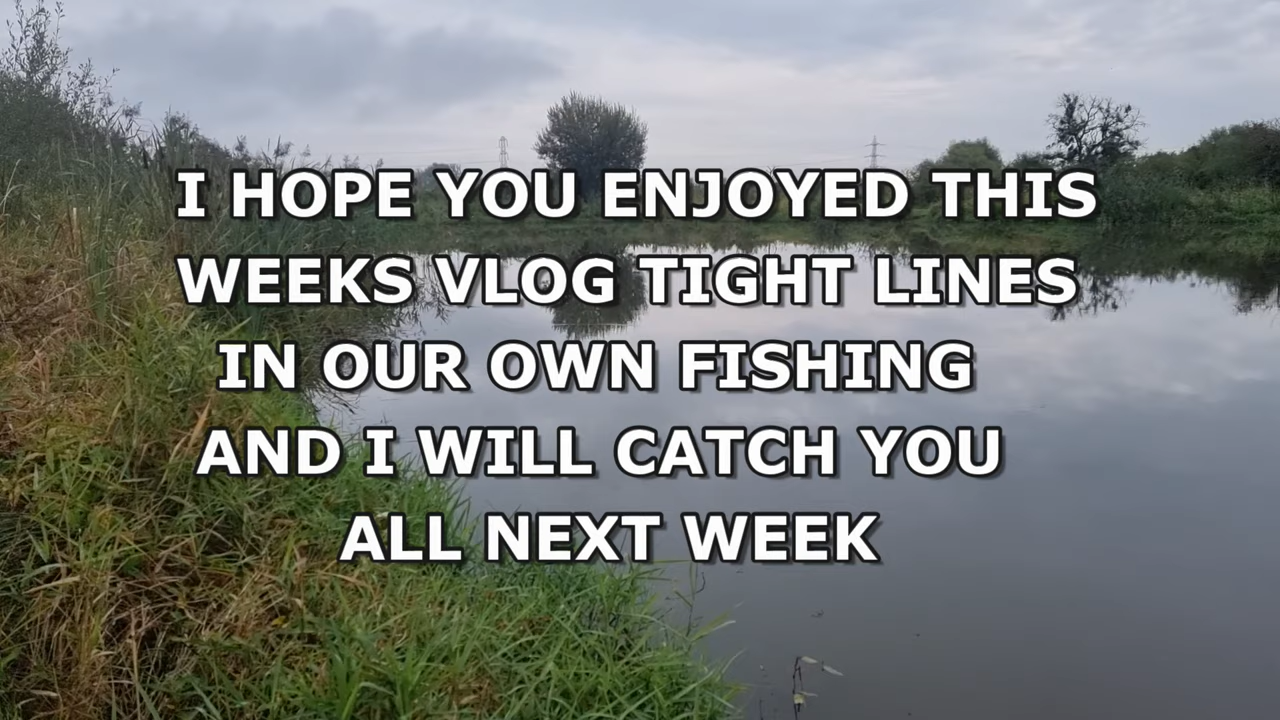 I HOPE YOU ENJOYED THIS
WEEKS VLOG TIGHT LINES
IN OUR OWN FISHING
AND I WILL CATCH YOU
ALL NEXT WEEK